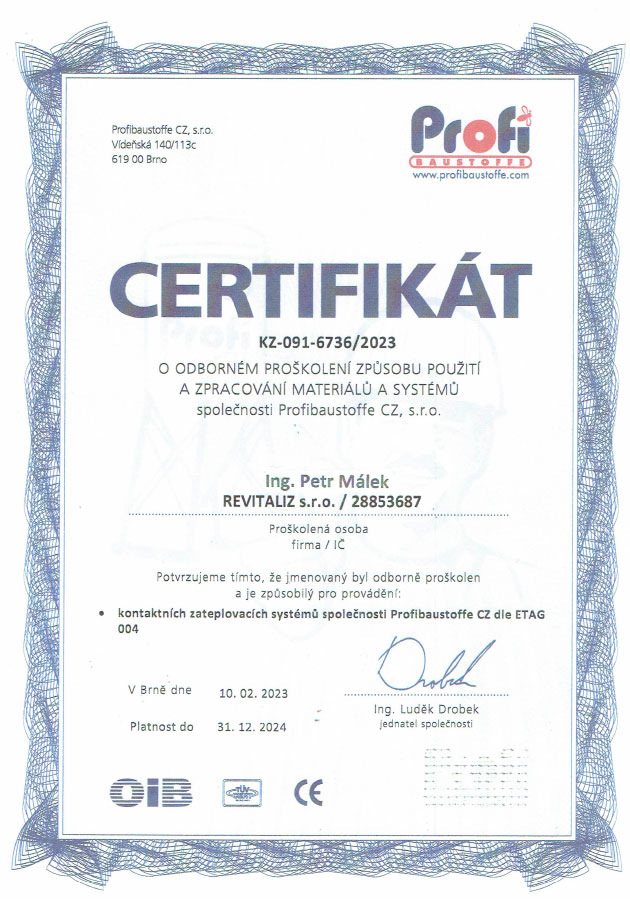 Profibaustoffe CZ, s.r.o.
Vídeňská 140/113c
619 00 Brno
Profi
BAUSTOFFE
www.profibaustoffe.com
CERTIFIKÁT
KZ-091-6736/2023
O ODBORNÉM PROŠKOLENÍ ZPŮSOBU POUŽITÍ
A ZPRACOVÁNÍ MATERIÁLŮ A SYSTÉMŮ
společnosti Profibaustoffe CZ, s.r.o.
Ing. Petr Málek
REVITALIZ s.r.o. / 28853687
Proškolená osoba
firma / IČ
Potvrzujeme tímto, že jmenovaný byl odborně proškolen
a je způsobilý pro provádění:
• kontaktních zateplovacích systémů společnosti Profibaustoffe CZ dle ETAG
004
Drobek
V Brně dne 10. 02. 2023
Ing. Luděk Drobek
jednatel společnosti
Platnost do 31. 12. 2024
OIB
TÜV
CE
Profi